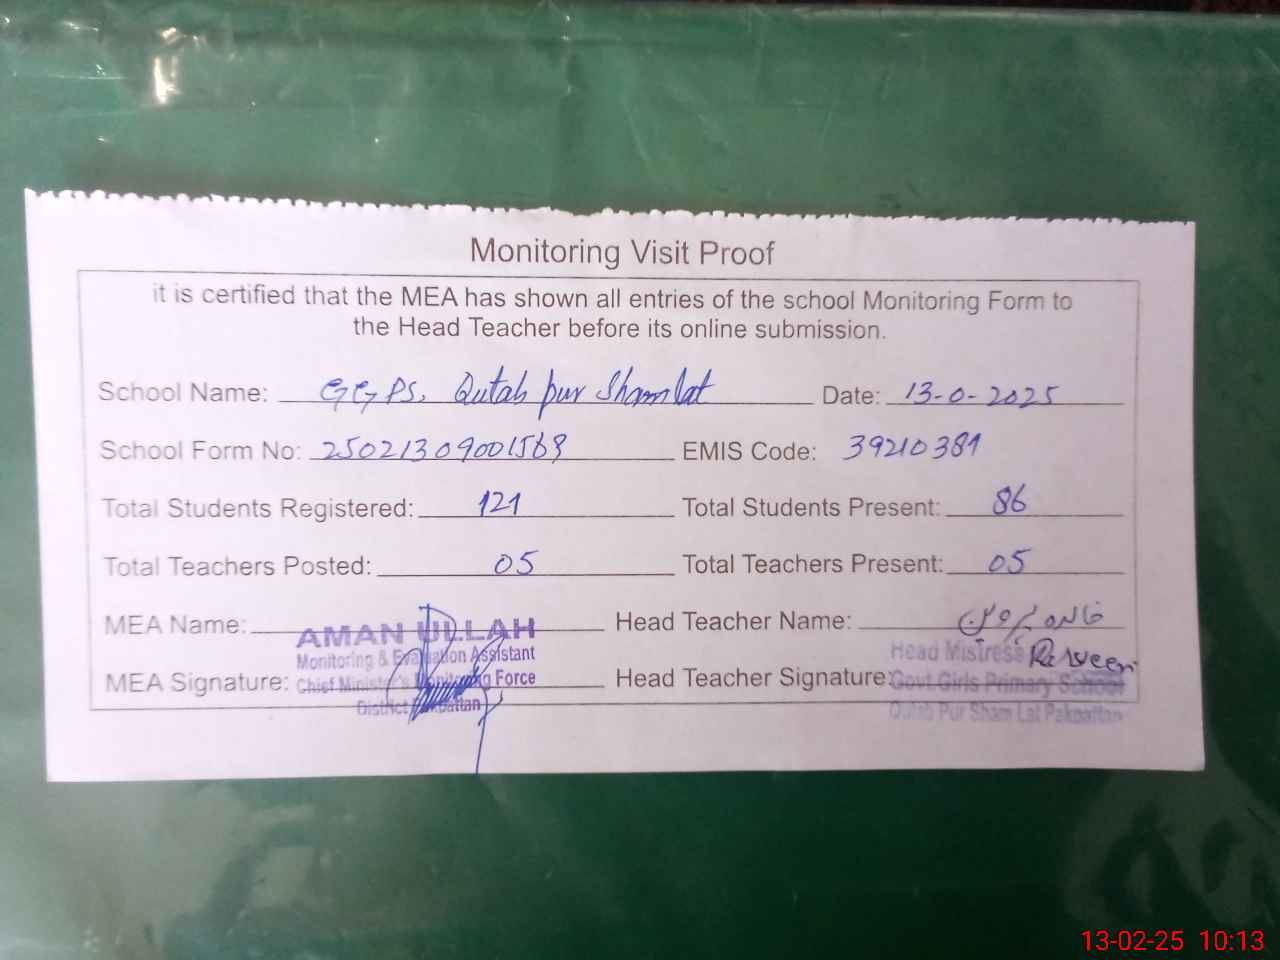 Monitoring Visit Proof
it is certified that the MEA has shown all entries of the school Monitoring Form to
the Head Teacher before its online submission.
School Name: GGPS, Qutab pur Shamlat Date: 13-0-2025
School Form No: 25021309001568 EMIS Code: 39210381
Total Students Registered: 121 Total Students Present: 86
Total Teachers Posted: 05 Total Teachers Present: 05
MEA Name: AMAN ULLAH Head Teacher Name: خالدہ پروین
Monitoring & Evaluation Assistant Head Mistress Parveen
MEA Signature: Chief Minister's Monitoring Force Head Teacher Signature: Govt Girls Primary School
District Pakpattan Qutab Pur Sham Lat Pakpattan
13-02-25 10:13